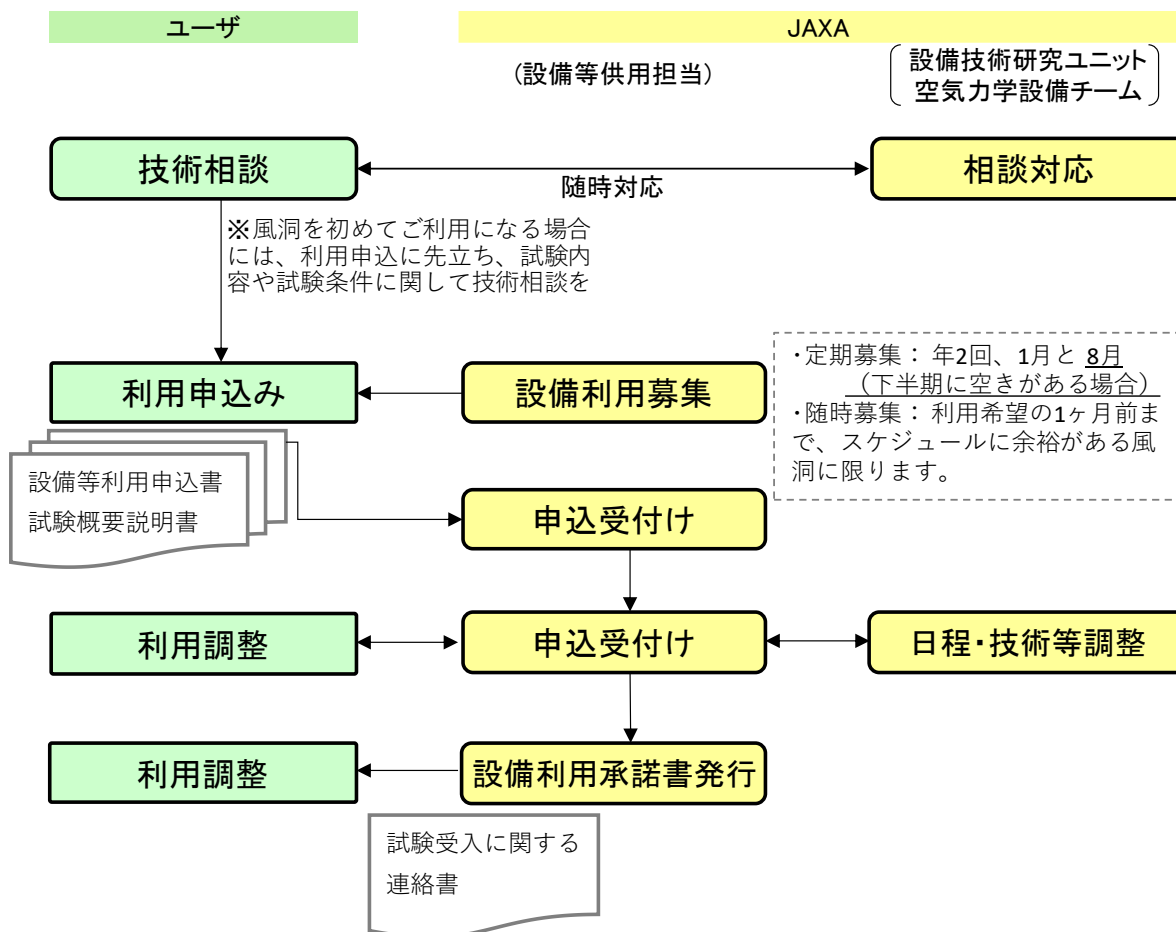 ユーザ
JAXA
(設備等供用担当)
設備技術研究ユニット
空気力学設備チーム
技術相談
随時対応
相談対応
※風洞を初めてご利用になる場合
には、利用申込に先立ち、試験内
容や試験条件に関して技術相談を
利用申込み
設備利用募集
・定期募集： 年2回、1月と 8月
（下半期に空きがある場合）
・随時募集： 利用希望の1ヶ月前ま
で、スケジュールに余裕がある風
洞に限ります。
設備等利用申込書
試験概要説明書
申込受付け
利用調整
申込受付け
日程・技術等調整
利用調整
設備利用承諾書発行
試験受入に関する
連絡書